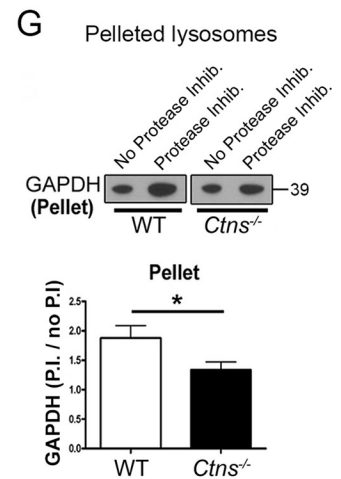 G
Pelleted lysosomes
No Protease Inhib.
Protease Inhib.
No Protease Inhib.
Protease Inhib.
GAPDH
(Pellet)
39
WT
Ctns-/-
Pellet
*
GAPDH (P.I. / no P.I)
2.5
2.0
1.5
1.0
0.5
0.0
WT
Ctns-/-